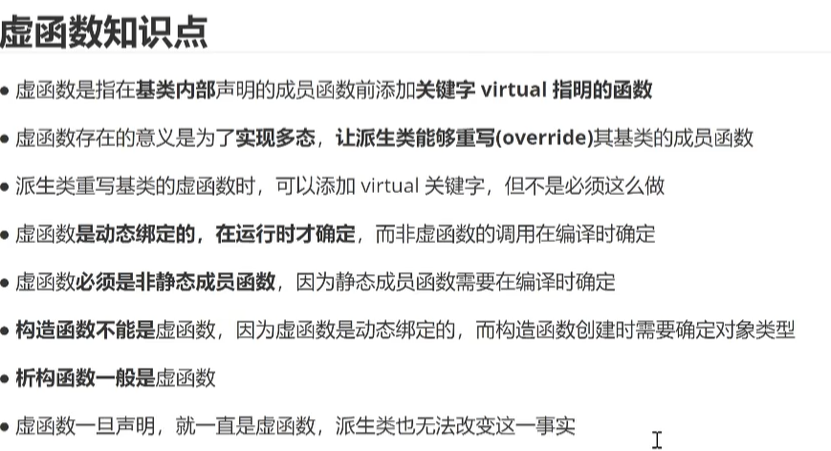 虚函数知识点
● 虚函数是指在基类内部声明的成员函数前添加关键字 virtual 指明的函数
● 虚函数存在的意义是为了实现多态，让派生类能够重写(override)其基类的成员函数
● 派生类重写基类的虚函数时，可以添加 virtual 关键字，但不是必须这么做
● 虚函数是动态绑定的，在运行时才确定，而非虚函数的调用在编译时确定
● 虚函数必须是非静态成员函数，因为静态成员函数需要在编译时确定
● 构造函数不能是虚函数，因为虚函数是动态绑定的，而构造函数创建时需要确定对象类型
● 析构函数一般是虚函数
● 虚函数一旦声明，就一直是虚函数，派生类也无法改变这一事实